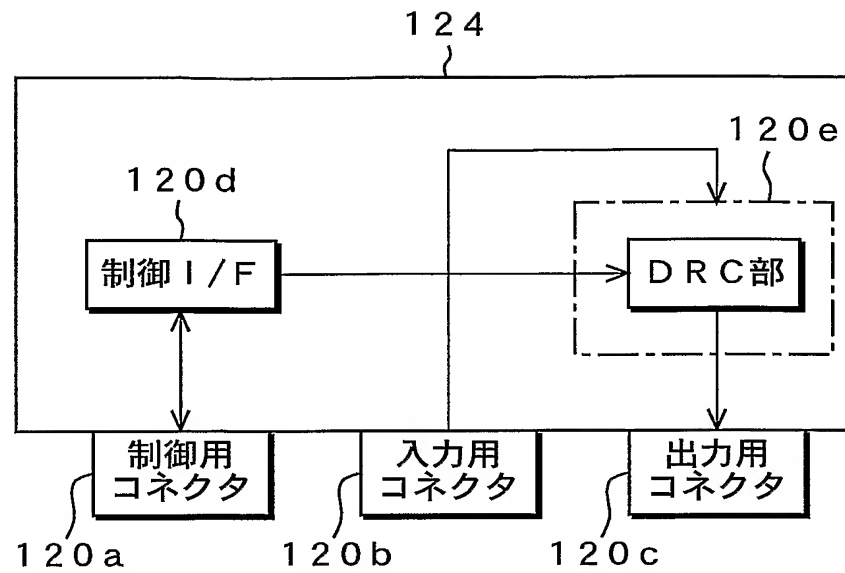 124
120e
120d
制御I/F
DRC部
制御用
コネクタ
入力用
コネクタ
出力用
コネクタ
120a
120b
120c